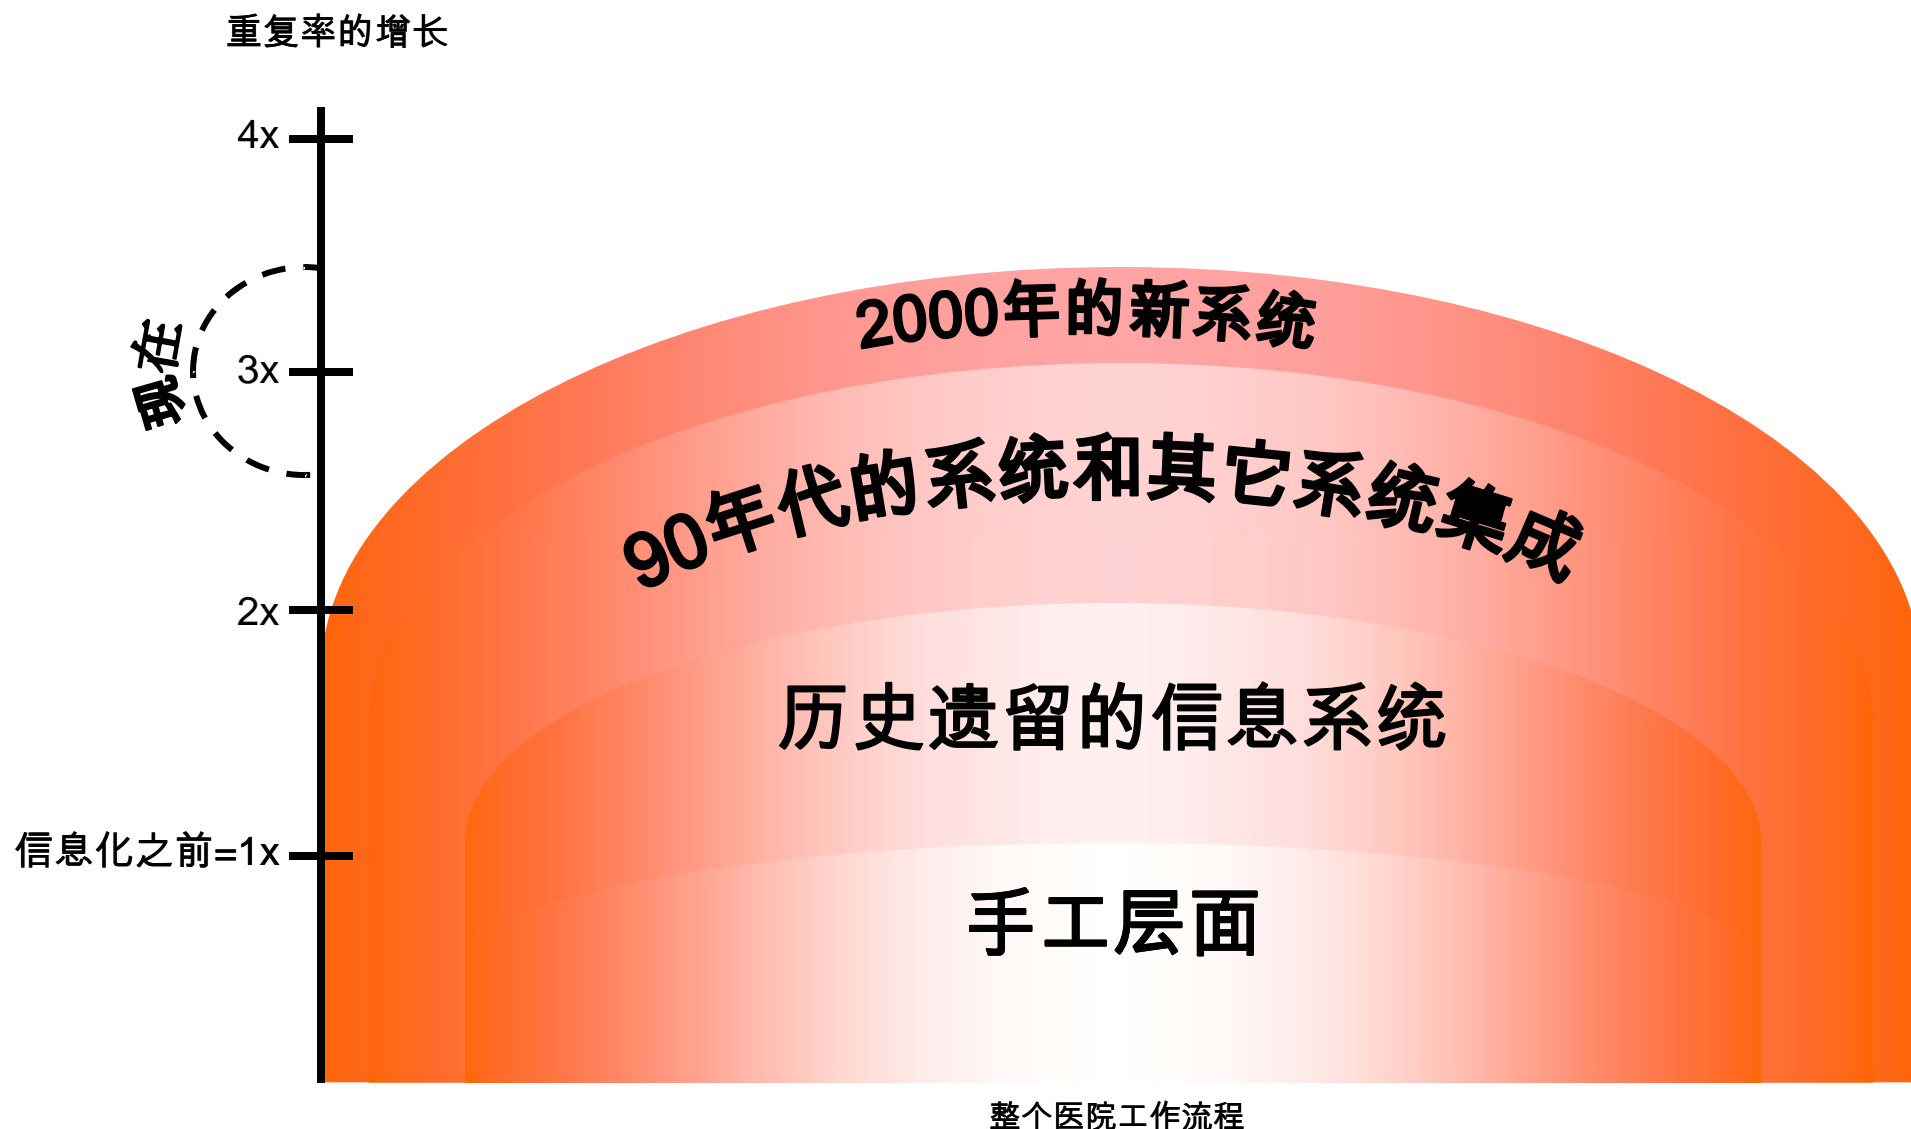 重复率的增长
4x
2000年的新系统
现在
3x
90年代的系统和其它系统集成
2x
历史遗留的信息系统
信息化之前=1x
手工层面
整个医院工作流程